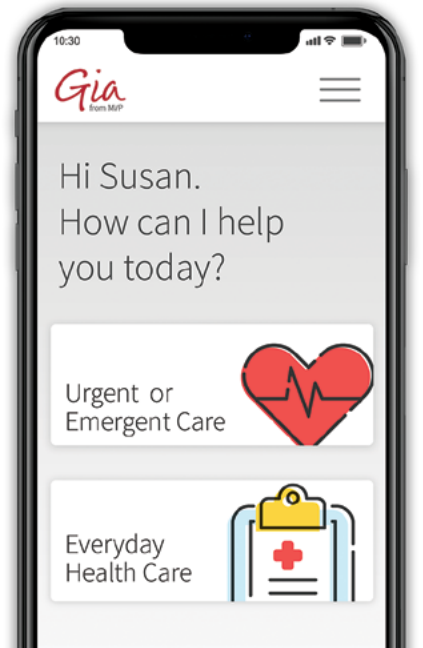 10:30
Gia
from MVP
Hi Susan.
How can I help
you today?
Urgent or
Emergent Care
Everyday
Health Care